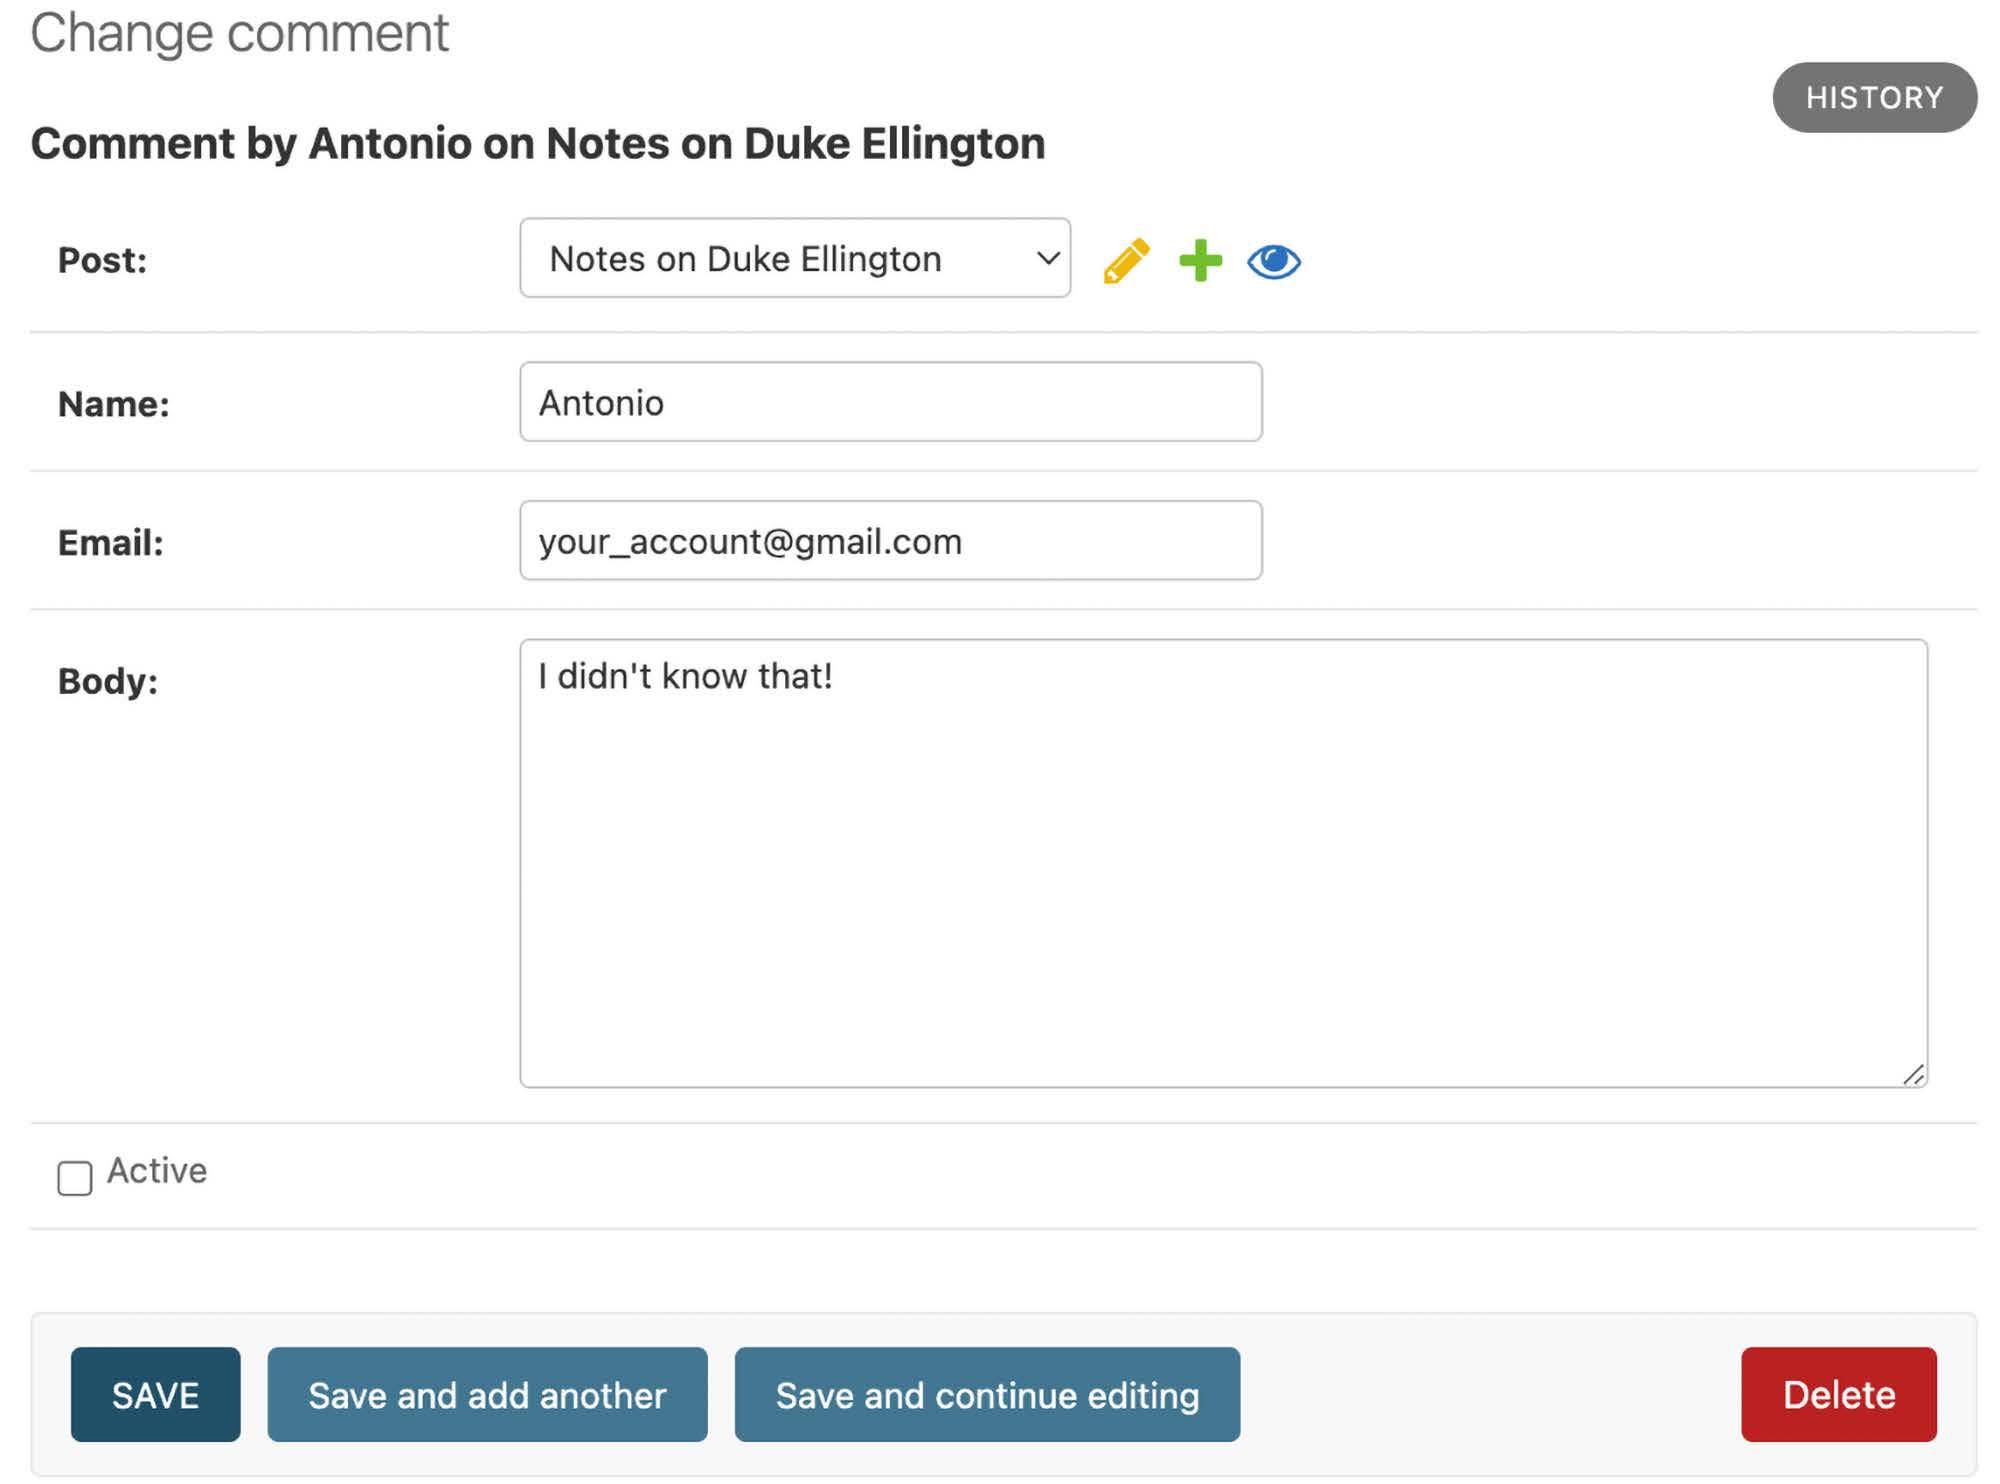 Change comment
HISTORY
Comment by Antonio on Notes on Duke Ellington
Post:
Notes on Duke Ellington
Name:
Antonio
Email:
your_account@gmail.com
Body:
I didn't know that!
Active
SAVE
Save and add another
Save and continue editing
Delete